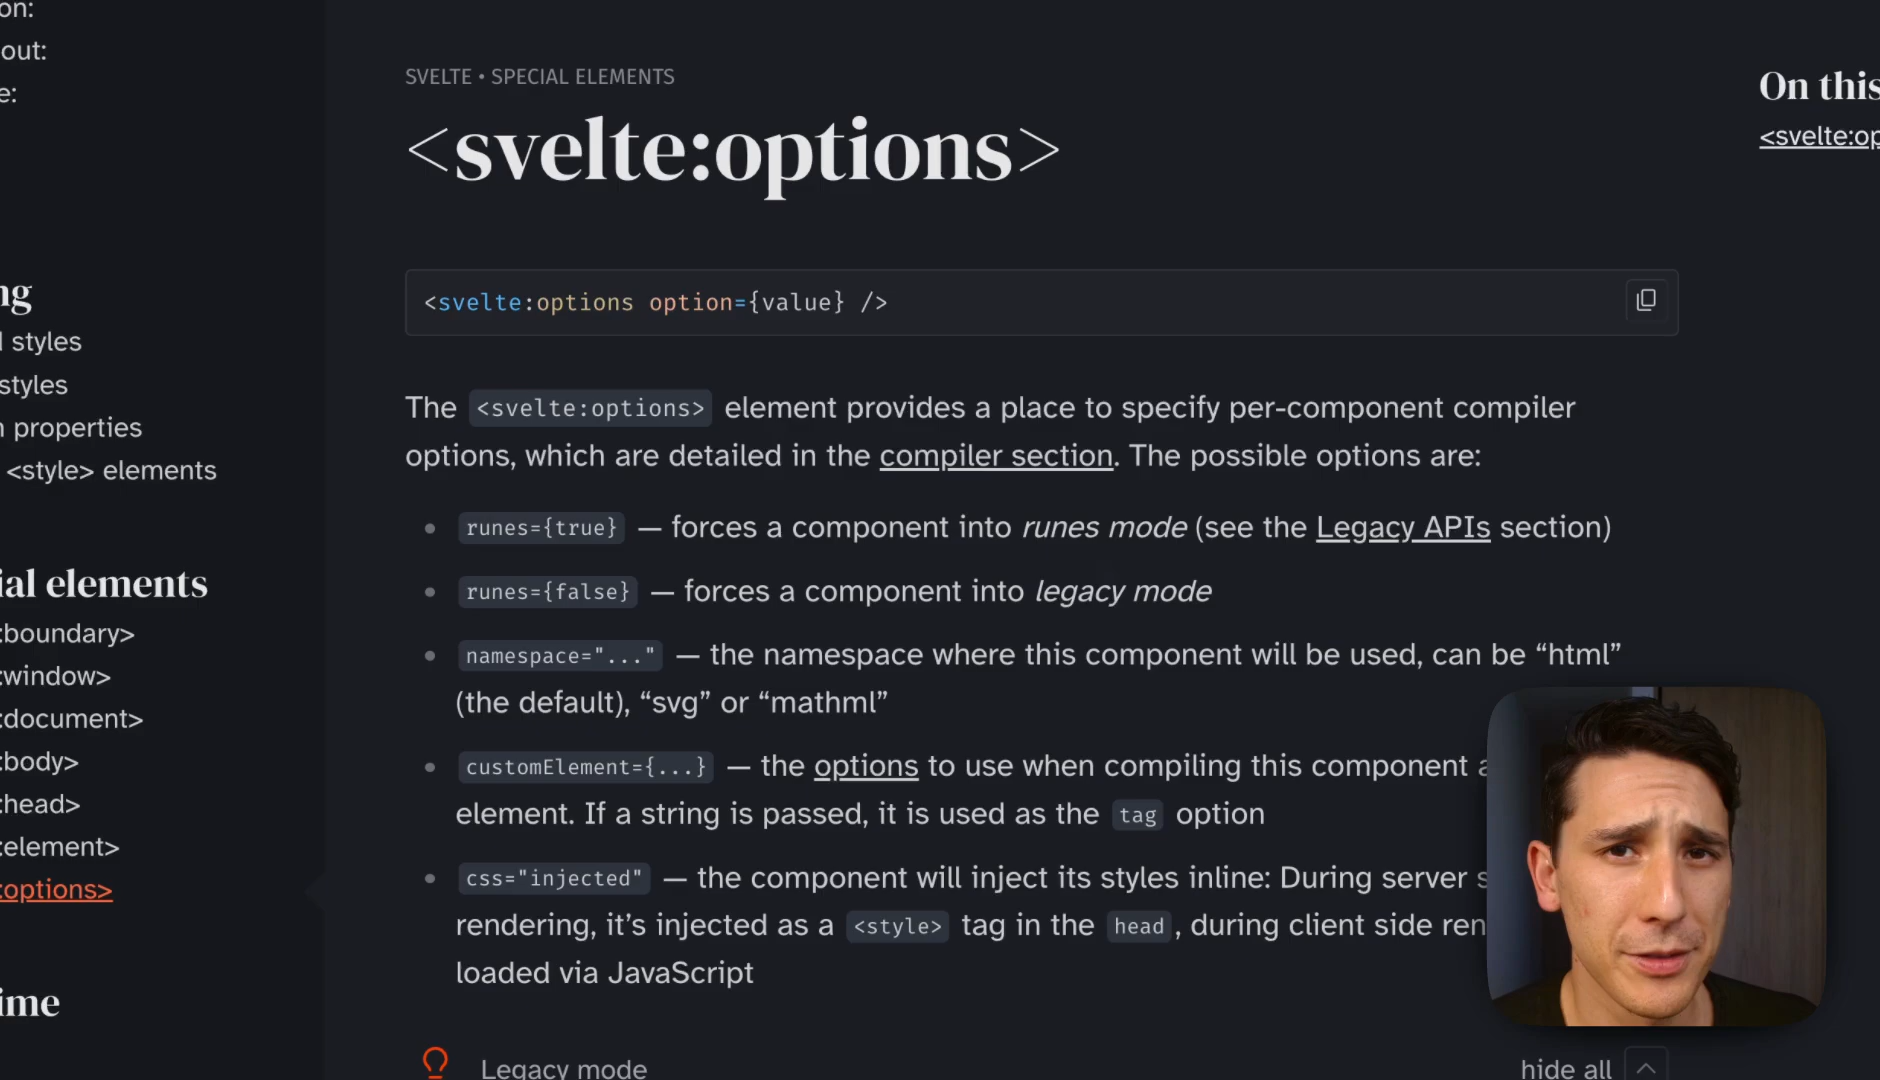 on:
out:
e:
ng
styles
styles
properties
<style> elements
ial elements
:boundary>
:window>
:document>
:body>
:head>
:element>
:options>
ime
SVELTE • SPECIAL ELEMENTS
<svelte:options>
<svelte:options option={value} />
The <svelte:options> element provides a place to specify per-component compiler
options, which are detailed in the compiler section. The possible options are:
runes={true} — forces a component into runes mode (see the Legacy APIs section)
runes={false} — forces a component into legacy mode
namespace="..." — the namespace where this component will be used, can be “html”
(the default), “svg” or “mathml”
customElement={...} — the options to use when compiling this component a
element. If a string is passed, it is used as the tag option
css="injected" — the component will inject its styles inline: During server s
rendering, it’s injected as a <style> tag in the head, during client side ren
loaded via JavaScript
Legacy mode
hide all
On this
<svelte:op